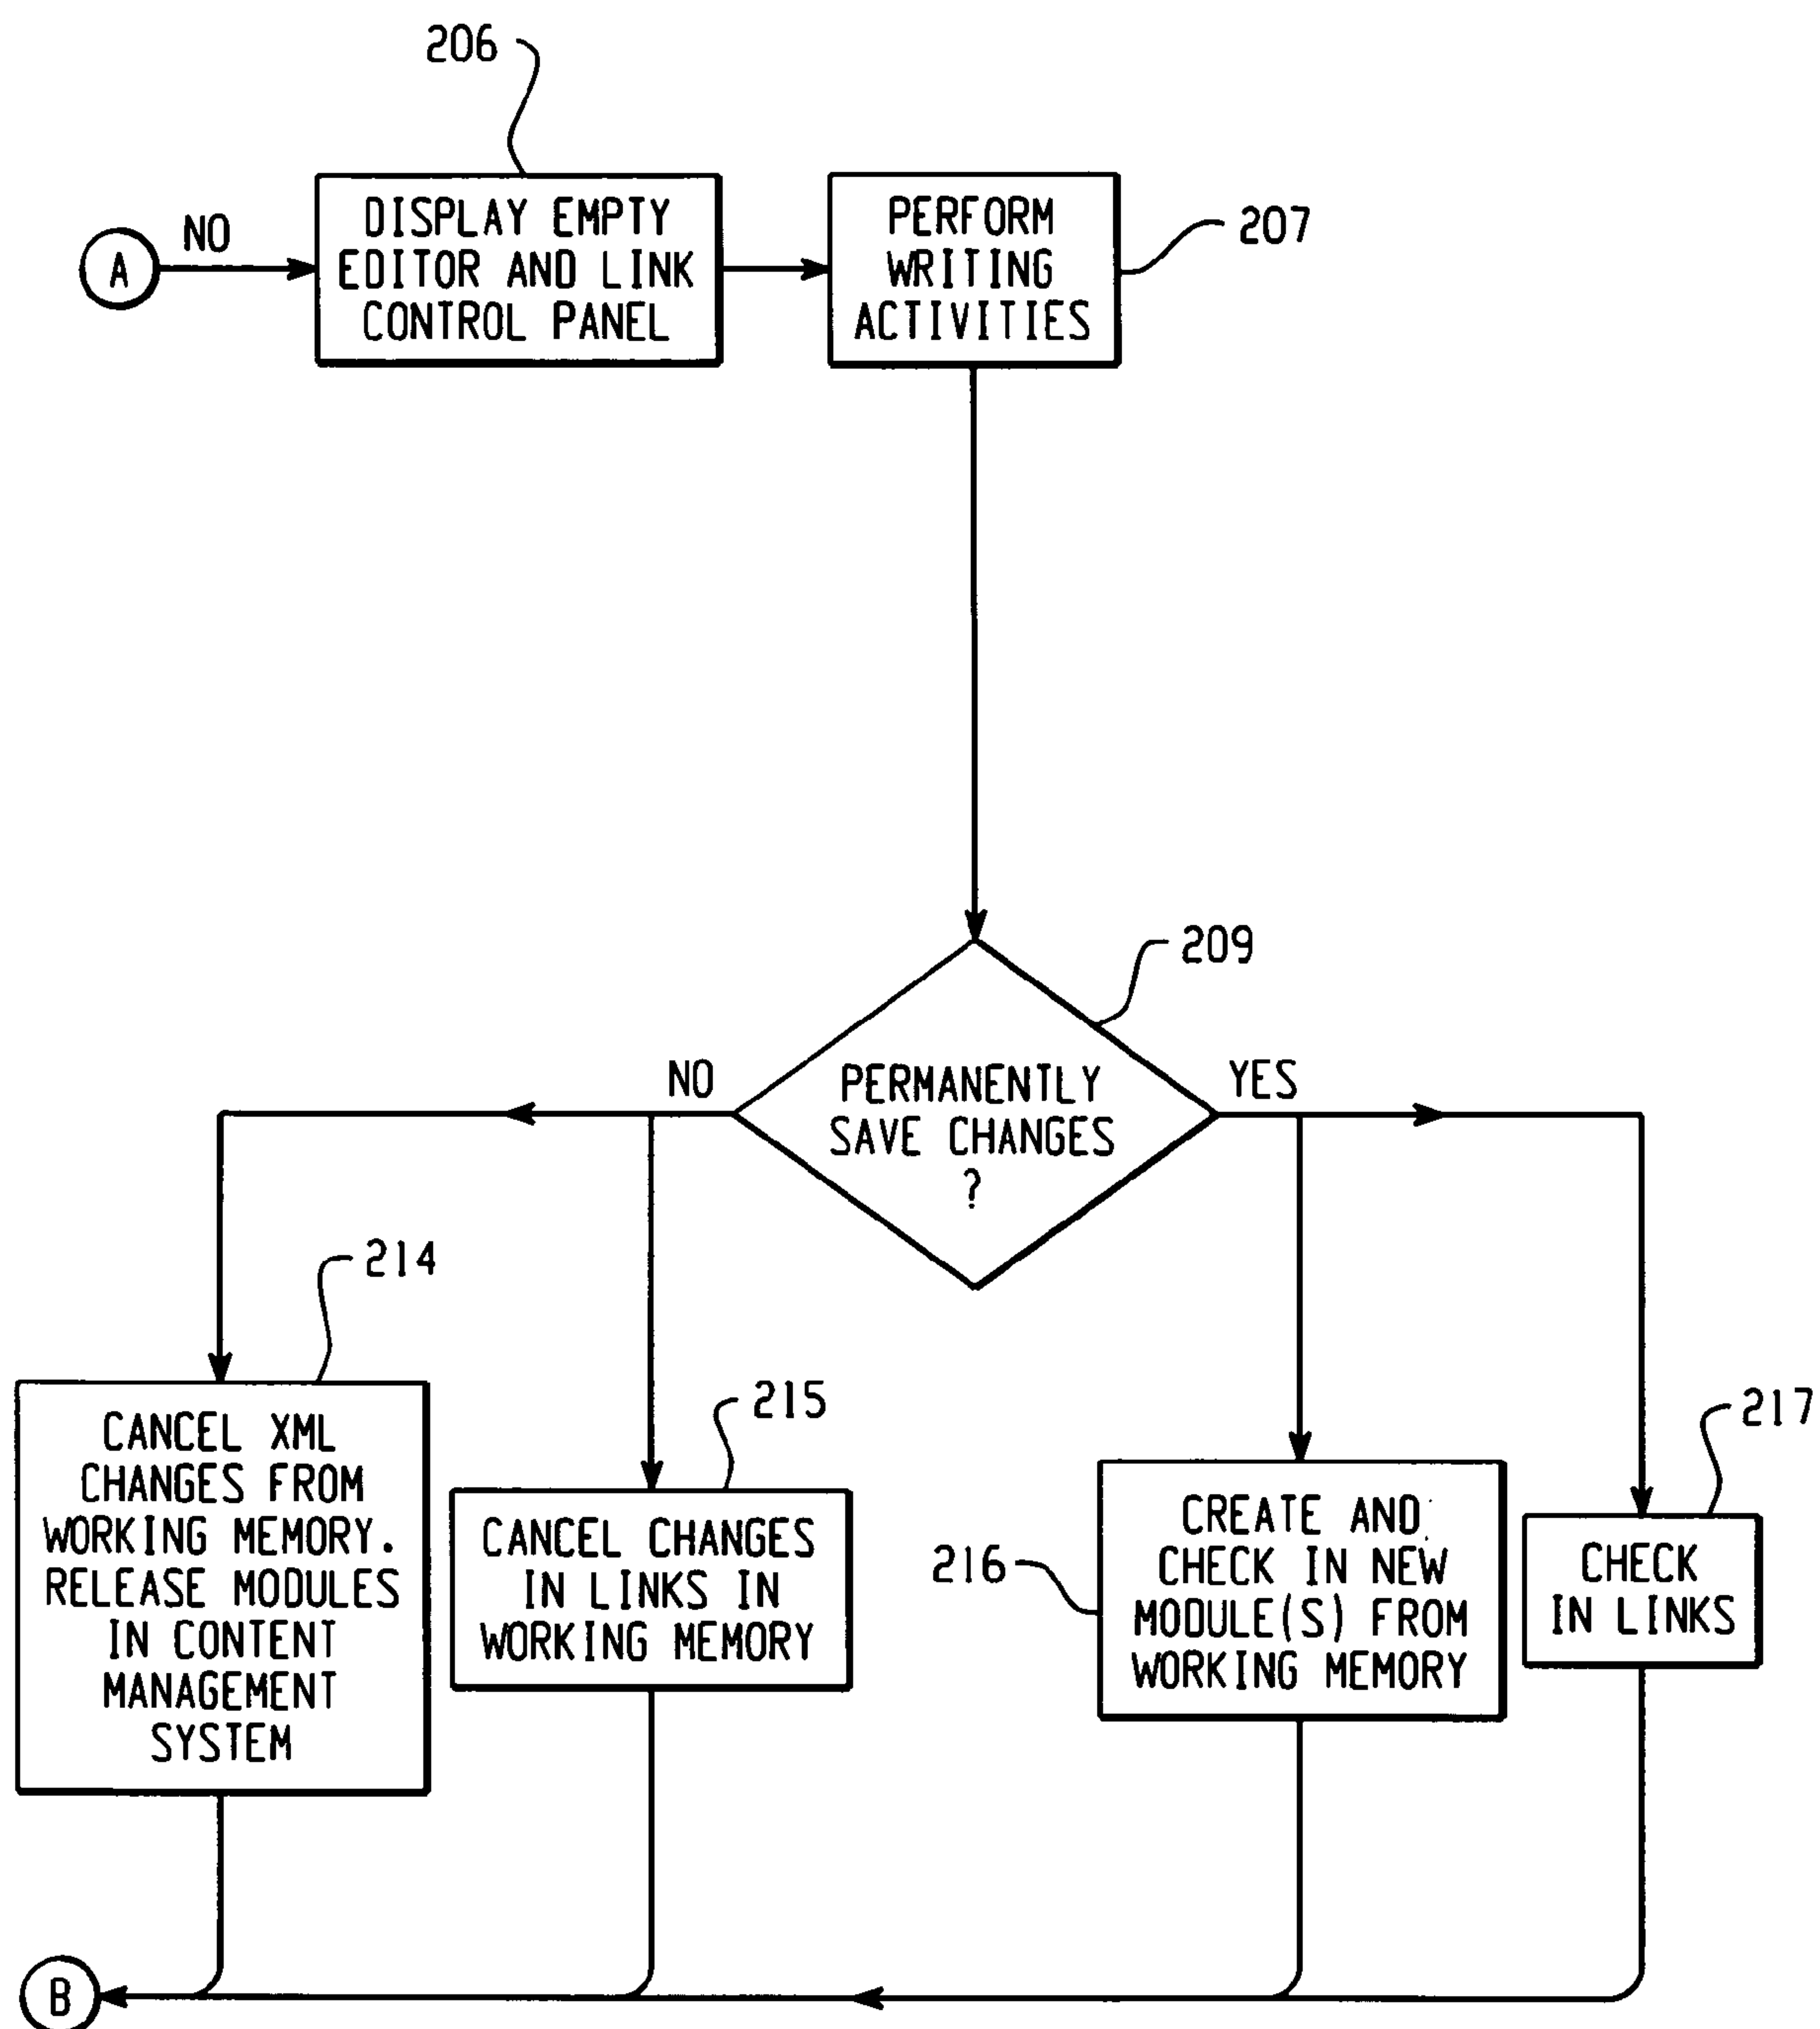 206
A
NO
DISPLAY EMPTY
EDITOR AND LINK
CONTROL PANEL
PERFORM
WRITING
ACTIVITIES
207
209
PERMANENTLY
SAVE CHANGES
?
NO
YES
214
CANCEL XML
CHANGES FROM
WORKING MEMORY.
RELEASE MODULES
IN CONTENT
MANAGEMENT
SYSTEM
215
CANCEL CHANGES
IN LINKS IN
WORKING MEMORY
216
CREATE AND
CHECK IN NEW
MODULE(S) FROM
WORKING MEMORY
217
CHECK
IN LINKS
B